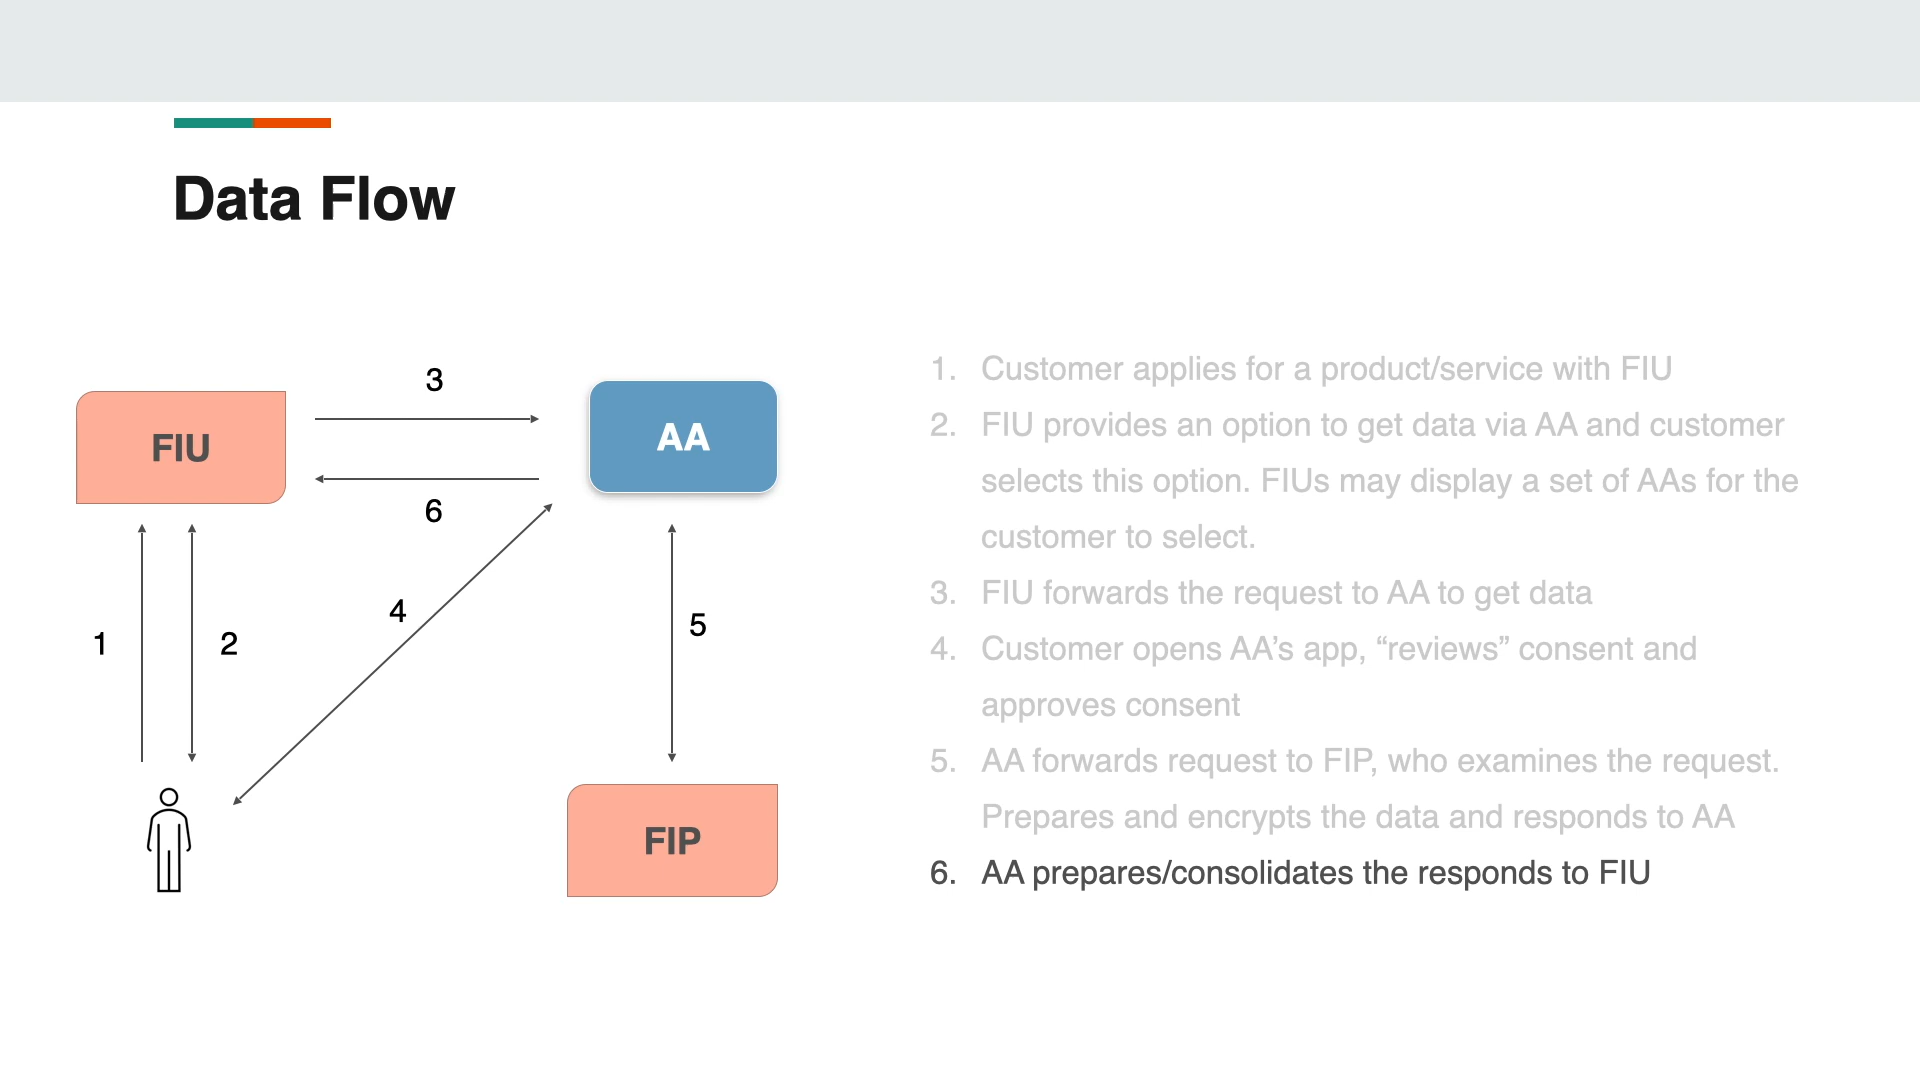 Data Flow
3
FIU
AA
6
4
5
1
2
FIP
1. Customer applies for a product/service with FIU
2. FIU provides an option to get data via AA and customer
selects this option. FIUs may display a set of AAs for the
customer to select.
3. FIU forwards the request to AA to get data
4. Customer opens AA’s app, “reviews” consent and
approves consent
5. AA forwards request to FIP, who examines the request.
Prepares and encrypts the data and responds to AA
6. AA prepares/consolidates the responds to FIU